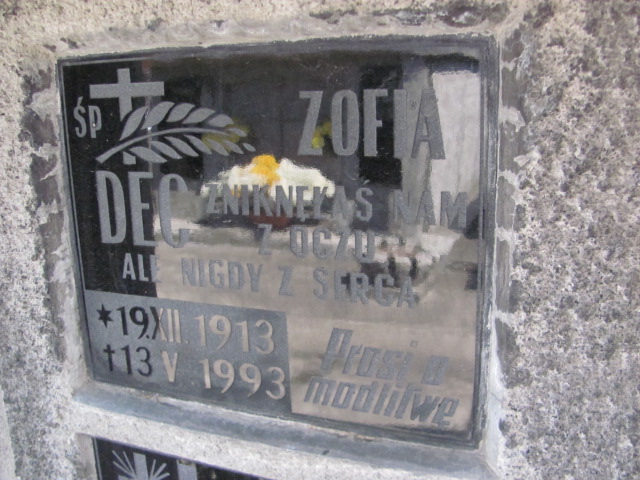 ŚP ZOFIA
DEC ZNIKNĘŁAŚ NAM
Z OCZU
ALE NIGDY Z SERCA
*19.XII.1913
†13 V 1993
Prosi o
modlitwę